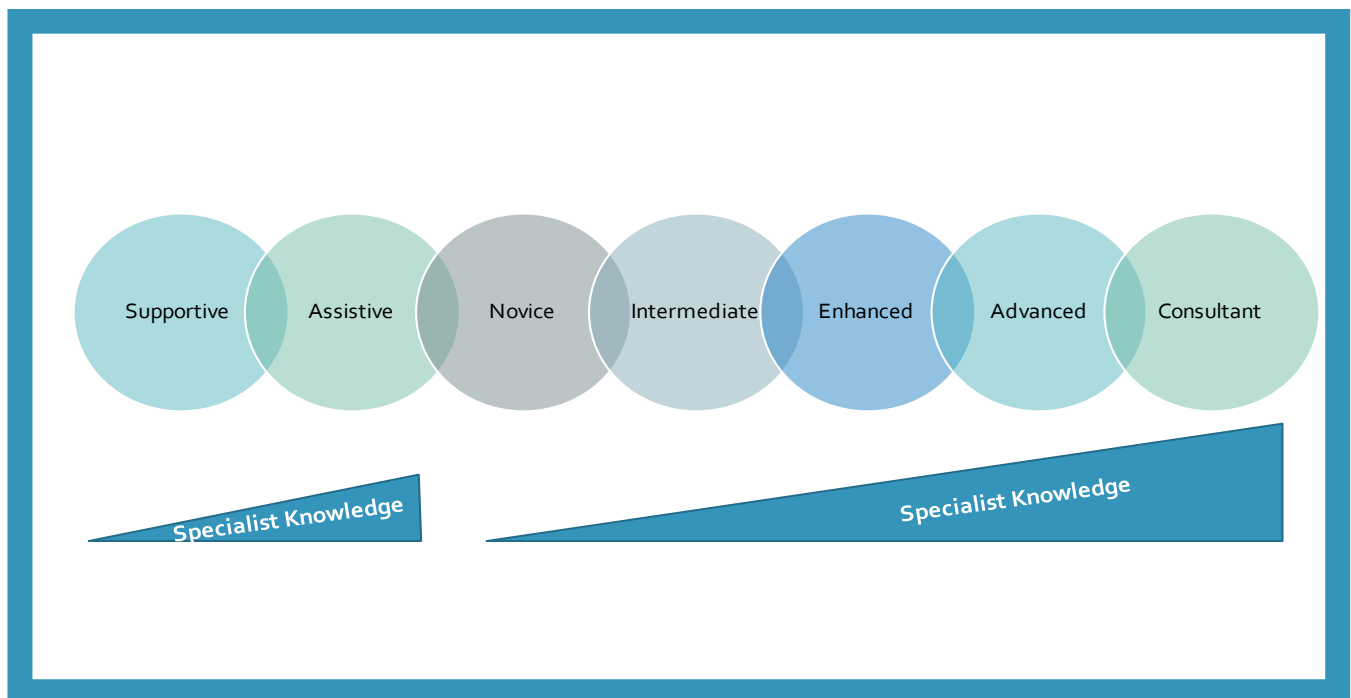 Supportive
Assistive
Novice
Intermediate
Enhanced
Advanced
Consultant
Specialist Knowledge
Specialist Knowledge